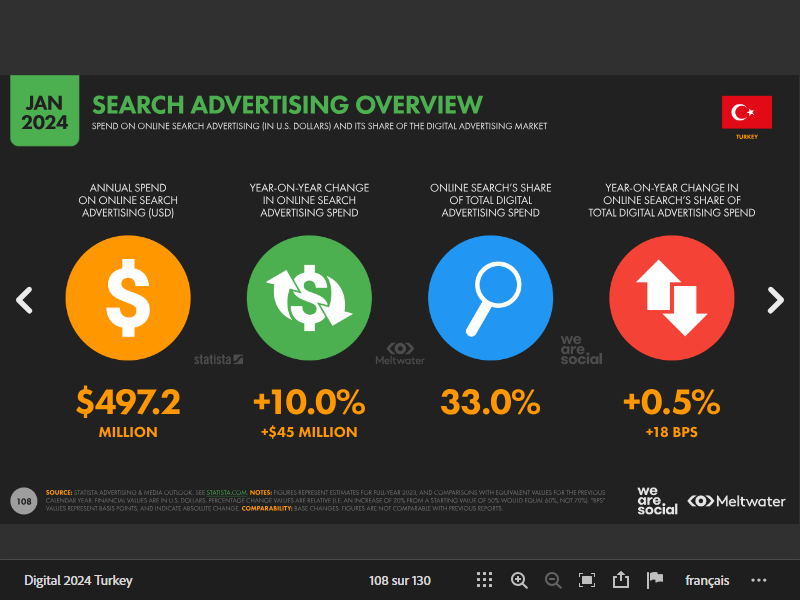 JAN
2024
SEARCH ADVERTISING OVERVIEW
SPEND ON ONLINE SEARCH ADVERTISING (IN U.S. DOLLARS) AND ITS SHARE OF THE DIGITAL ADVERTISING MARKET
TURKEY
ANNUAL SPEND
ON ONLINE SEARCH
ADVERTISING (USD)
YEAR-ON-YEAR CHANGE
IN ONLINE SEARCH
ADVERTISING SPEND
ONLINE SEARCH'S SHARE
OF TOTAL DIGITAL
ADVERTISING SPEND
YEAR-ON-YEAR CHANGE IN
ONLINE SEARCH'S SHARE OF
TOTAL DIGITAL ADVERTISING SPEND
$
$
statista
Meltwater
we
are.
social
$497.2
MILLION
+10.0%
+$45 MILLION
33.0%
+0.5%
+18 BPS
108
SOURCE: STATISTA ADVERTISING & MEDIA OUTLOOK. SEE STATISTA.COM. NOTES: FIGURES REPRESENT ESTIMATES FOR FULL-YEAR 2023, AND COMPARISONS WITH EQUIVALENT VALUES FOR THE PREVIOUS
CALENDAR YEAR. FINANCIAL VALUES ARE IN U.S. DOLLARS. PERCENTAGE CHANGE VALUES ARE RELATIVE (I.E. AN INCREASE OF 20% FROM A STARTING VALUE OF 50% WOULD EQUAL 60%, NOT 70%). "BPS"
VALUES REPRESENT BASIS POINTS, AND INDICATE ABSOLUTE CHANGE. COMPARABILITY: BASE CHANGES. FIGURES ARE NOT COMPARABLE WITH PREVIOUS REPORTS.
we
are.
social
Meltwater
Digital 2024 Turkey
108 sur 130
français